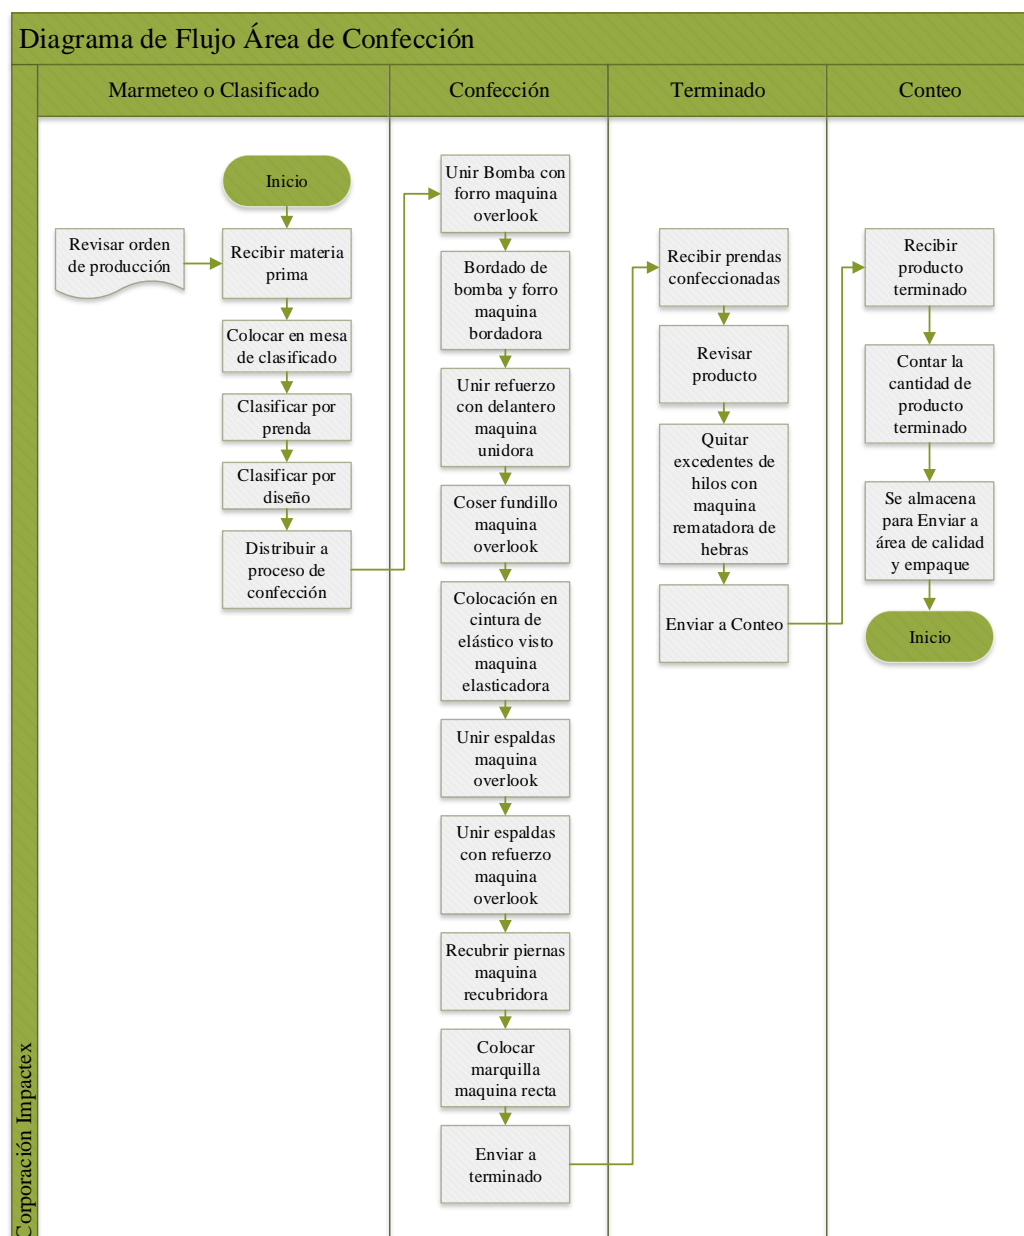 Diagrama de Flujo Área de Confección
Marmeteo o Clasificado
Confección
Terminado
Conteo
Corporación Impactex
Inicio
Revisar orden
de producción
Recibir materia
prima
Colocar en mesa
de clasificado
Clasificar por
prenda
Clasificar por
diseño
Distribuir a
proceso de
confección
Unir Bomba con
forro maquina
overlook
Bordado de
bomba y forro
maquina
bordadora
Unir refuerzo
con delantero
maquina
unidora
Coser fundillo
maquina
overlook
Colocación en
cintura de
elástico visto
maquina
elasticadora
Unir espaldas
maquina
overlook
Unir espaldas
con refuerzo
maquina
overlook
Recubrir piernas
maquina
recubridora
Colocar
marquilla
maquina recta
Enviar a
terminado
Recibir prendas
confeccionadas
Revisar
producto
Quitar
excedentes de
hilos con
maquina
rematadora de
hebras
Enviar a Conteo
Recibir
producto
terminado
Contar la
cantidad de
producto
terminado
Se almacena
para Enviar a
área de calidad
y empaque
Inicio